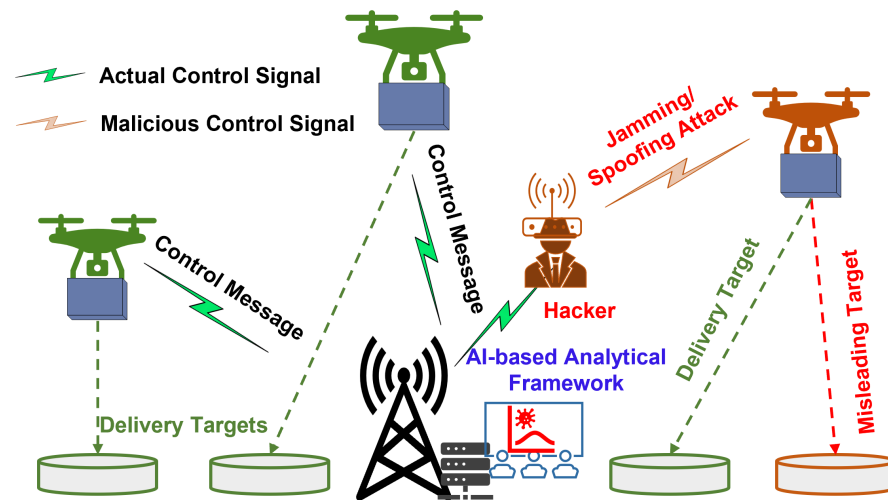 Actual Control Signal
Malicious Control Signal
Jamming/
Spoofing Attack
Control Message
Control Message
Hacker
Delivery Target
Misleading Target
AI-based Analytical
Framework
Delivery Targets